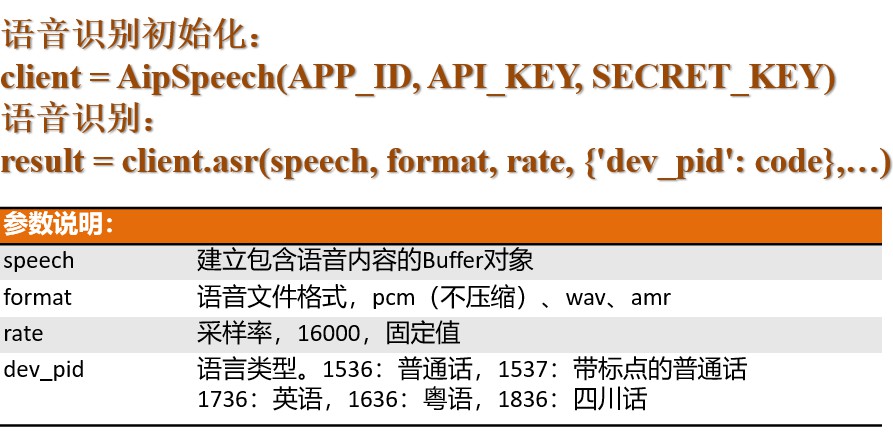 语音识别初始化：
client = AipSpeech(APP_ID, API_KEY, SECRET_KEY)
语音识别：
result = client.asr(speech, format, rate, {'dev_pid': code},…)
参数说明：
speech 建立包含语音内容的Buffer对象
format 语音文件格式，pcm（不压缩）、wav、amr
rate 采样率，16000，固定值
dev_pid 语言类型。1536：普通话，1537：带标点的普通话
1736：英语，1636：粤语，1836：四川话